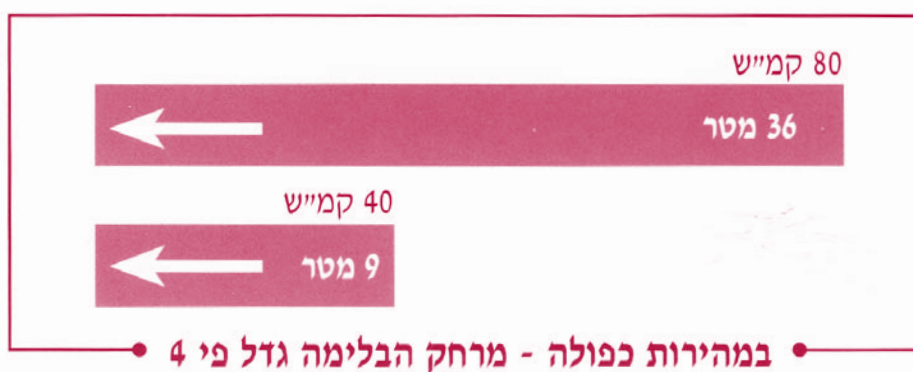 80 קמ״ש
36 מטר
40 קמ״ש
9 מטר
במהירות כפולה - מרחק הבלימה גדל פי 4